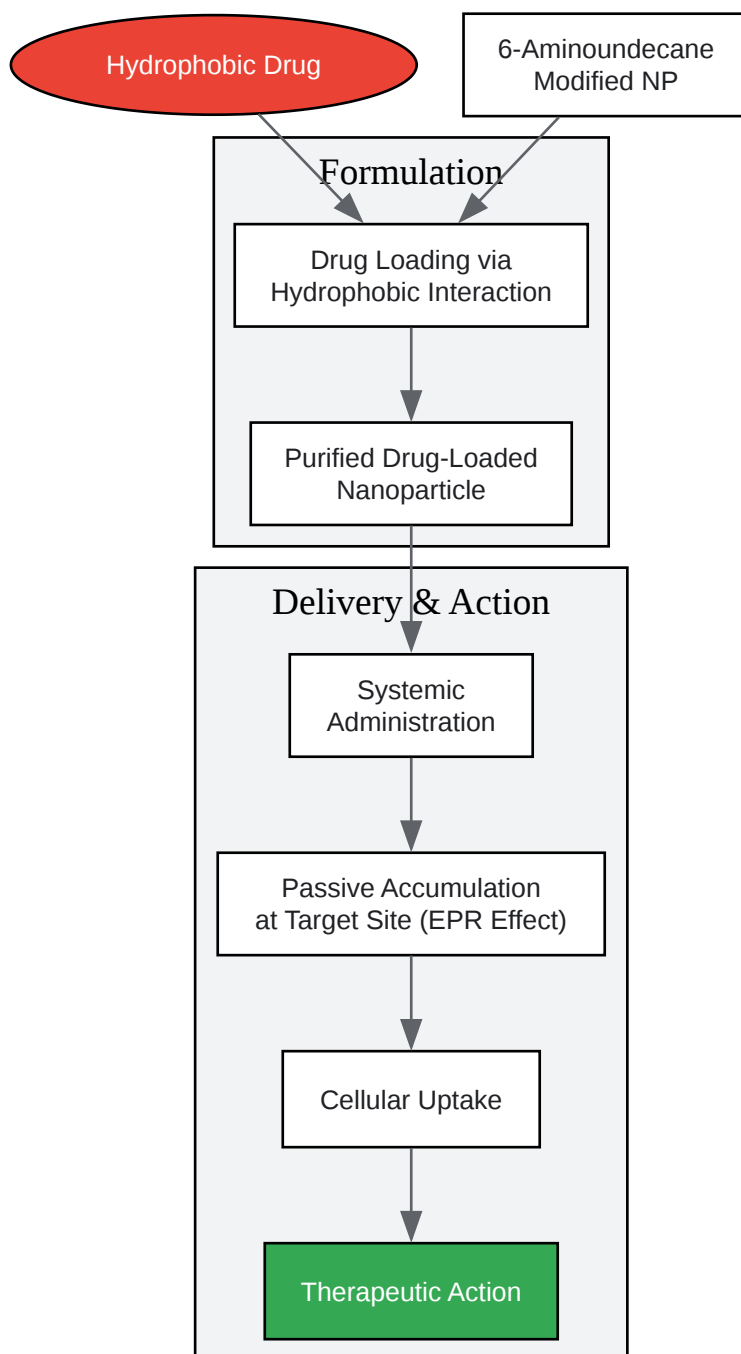 Hydrophobic Drug
6-Aminoundecane
Modified NP
Formulation
Drug Loading via
Hydrophobic Interaction
Purified Drug-Loaded
Nanoparticle
Delivery & Action
Systemic
Administration
Passive Accumulation
at Target Site (EPR Effect)
Cellular Uptake
Therapeutic Action